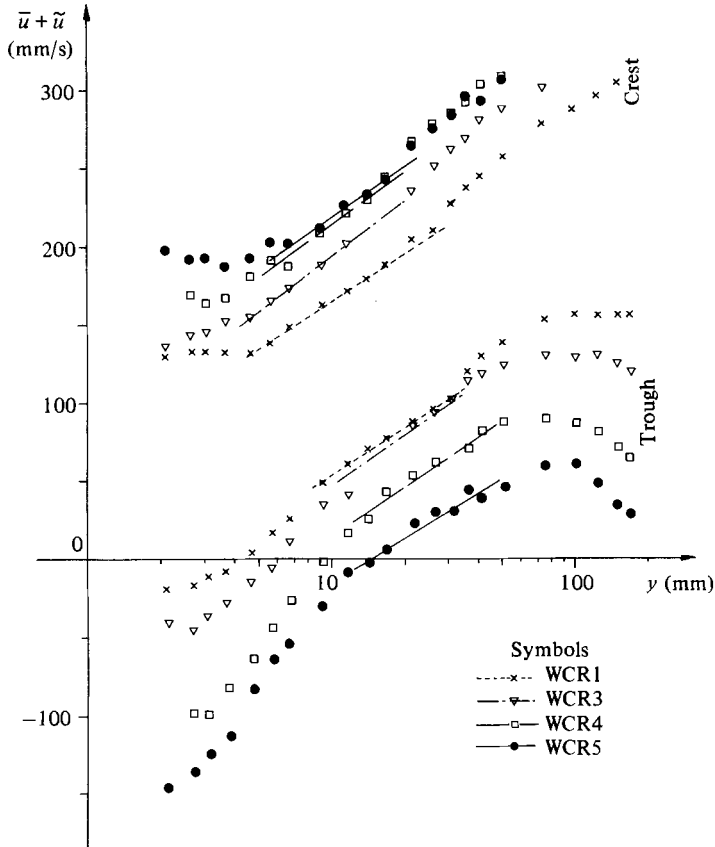 ū + ũ
(mm/s)
300
200
100
0
−100
10
100
y (mm)
Crest
Trough
Symbols
WCR1
WCR3
WCR4
WCR5